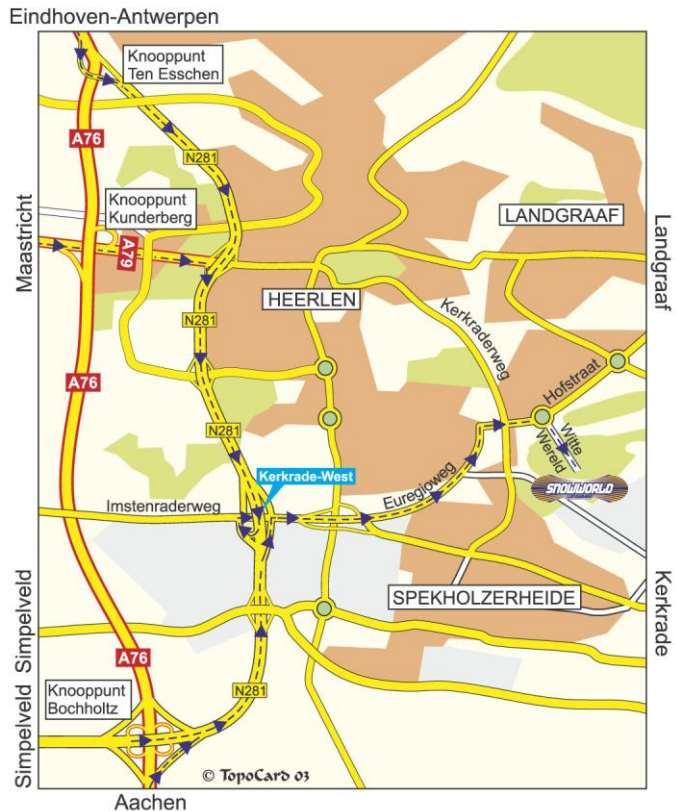 Eindhoven-Antwerpen
Knooppunt
Ten Esschen
A76
N281
Maastricht
Knooppunt
Kunderberg
A79
LANDGRAAF
Landgraaf
HEERLEN
N281
Kerkraderweg
A76
Hofstraat
N281
Witte
Wereld
Kerkrade-West
SNOWWORLD
Imstenraderweg
Euregioweg
Kerkrade
SPEKHOLZERHEIDE
Simpelveld
A76
Knooppunt
Bochholtz
N281
Simpelveld
© TopoCard 03
Aachen